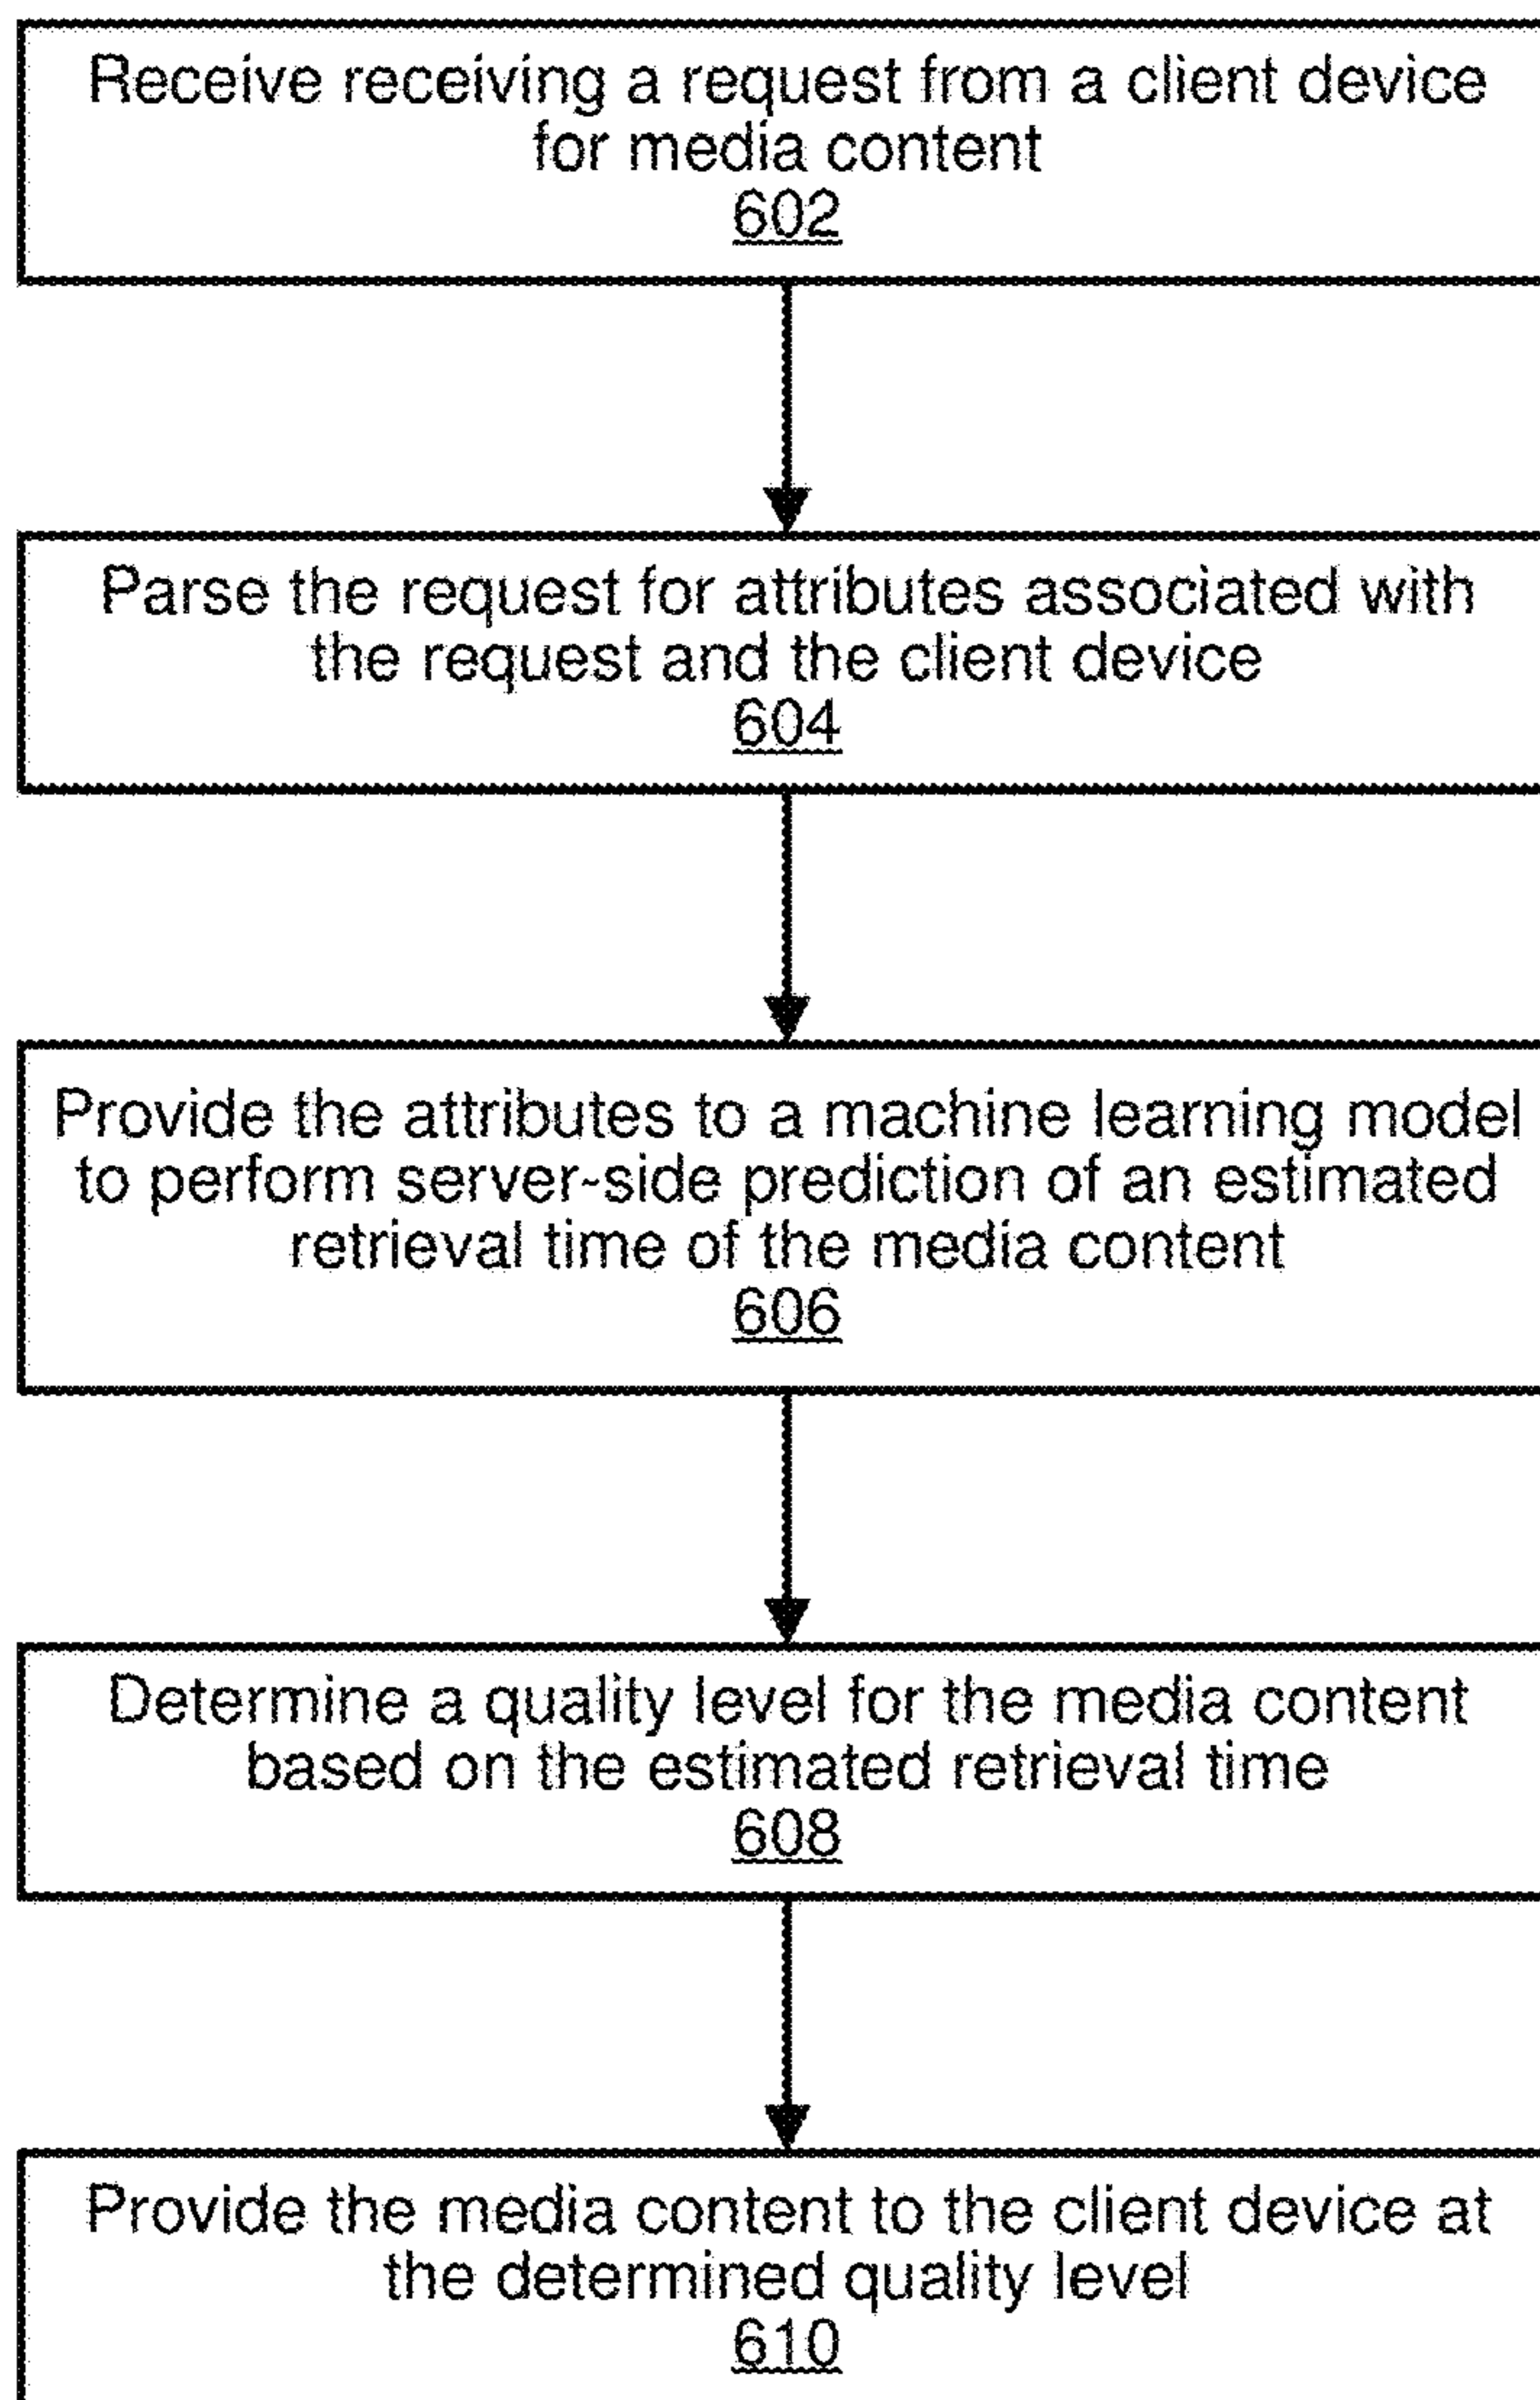 Receive receiving a request from a client device
for media content
602
Parse the request for attributes associated with
the request and the client device
604
Provide the attributes to a machine learning model
to perform server-side prediction of an estimated
retrieval time of the media content
606
Determine a quality level for the media content
based on the estimated retrieval time
608
Provide the media content to the client device at
the determined quality level
610